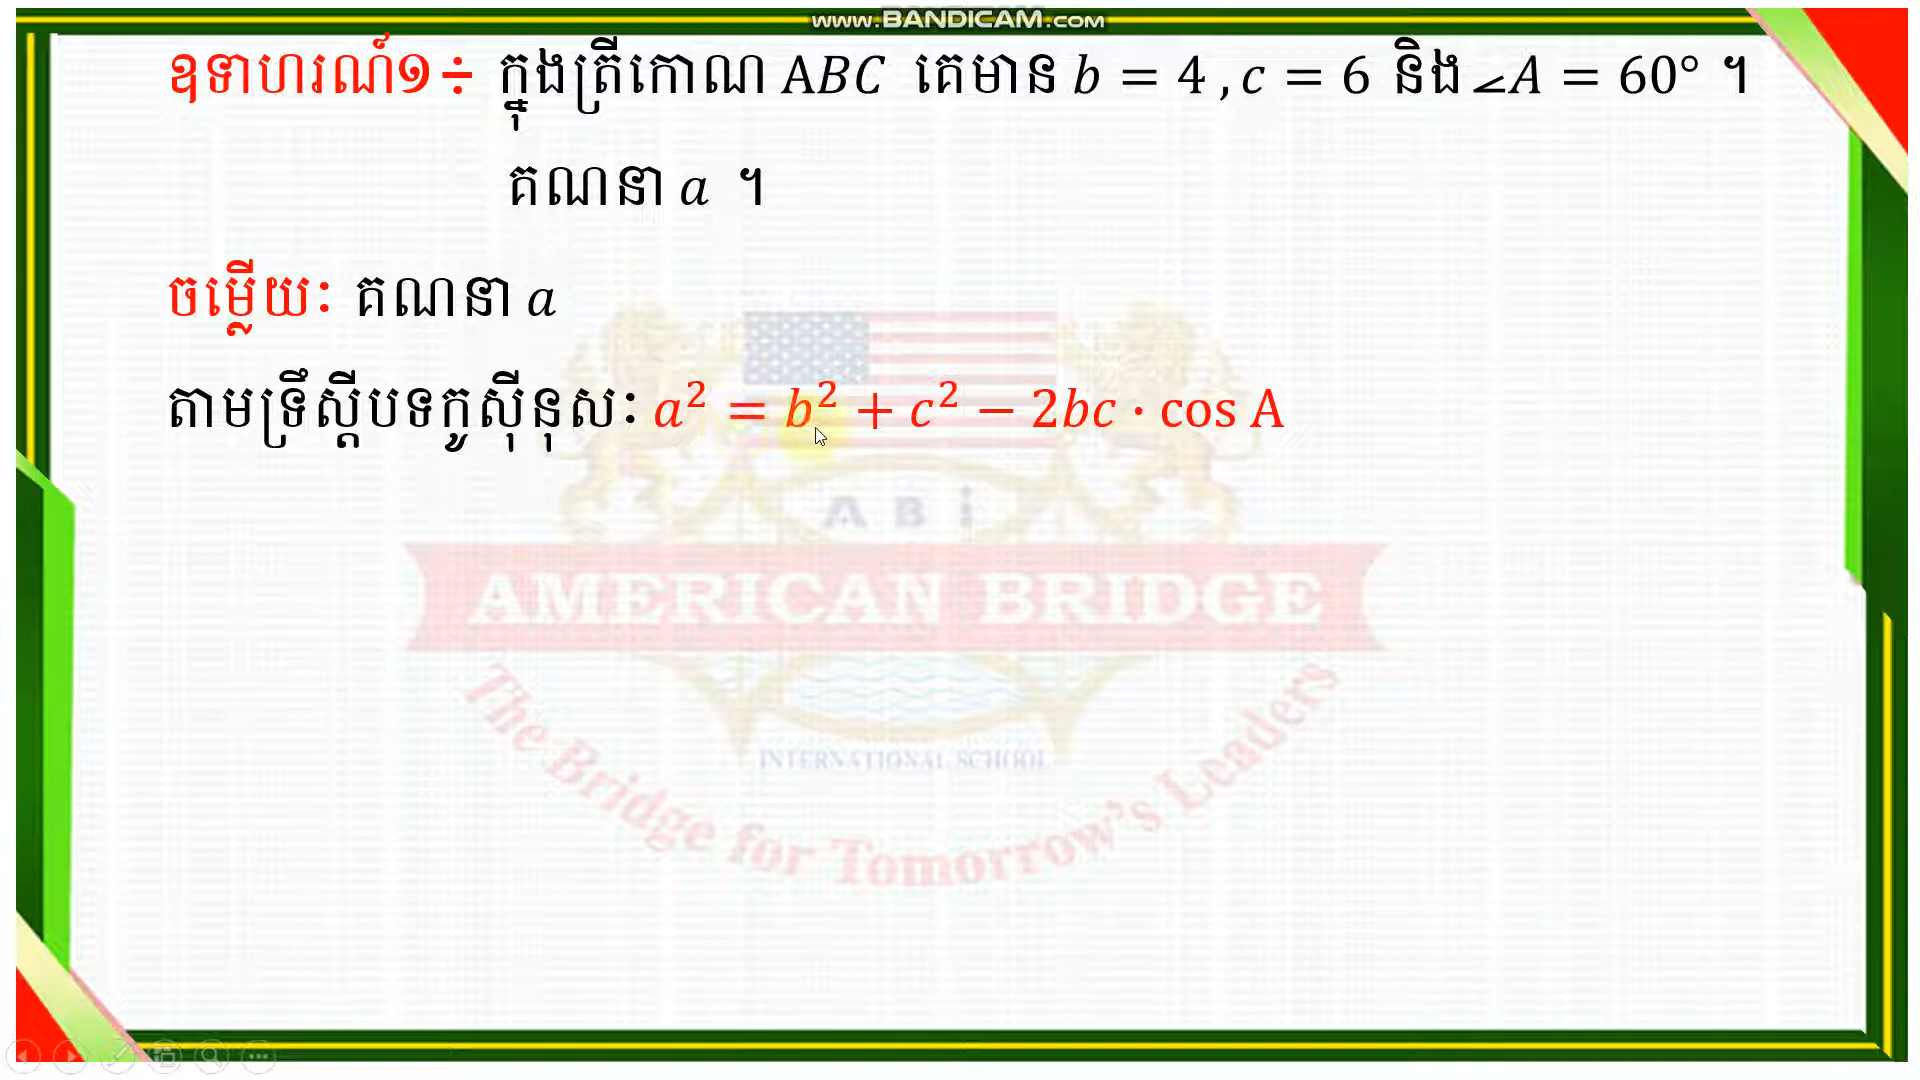 www.BANDICAM.com
ឧទាហរណ៍១÷ ក្នុងត្រីកោណ ABC គេមាន b = 4 , c = 6 និង ∠A = 60° ។
គណនា a ។
ចម្លើយៈ គណនា a
តាមទ្រឹស្តីបទកូស៊ីនុសៈ a² = b² + c² − 2bc · cos A
A B i
AMERICAN BRIDGE
INTERNATIONAL SCHOOL
The Bridge for Tomorrow's Leaders